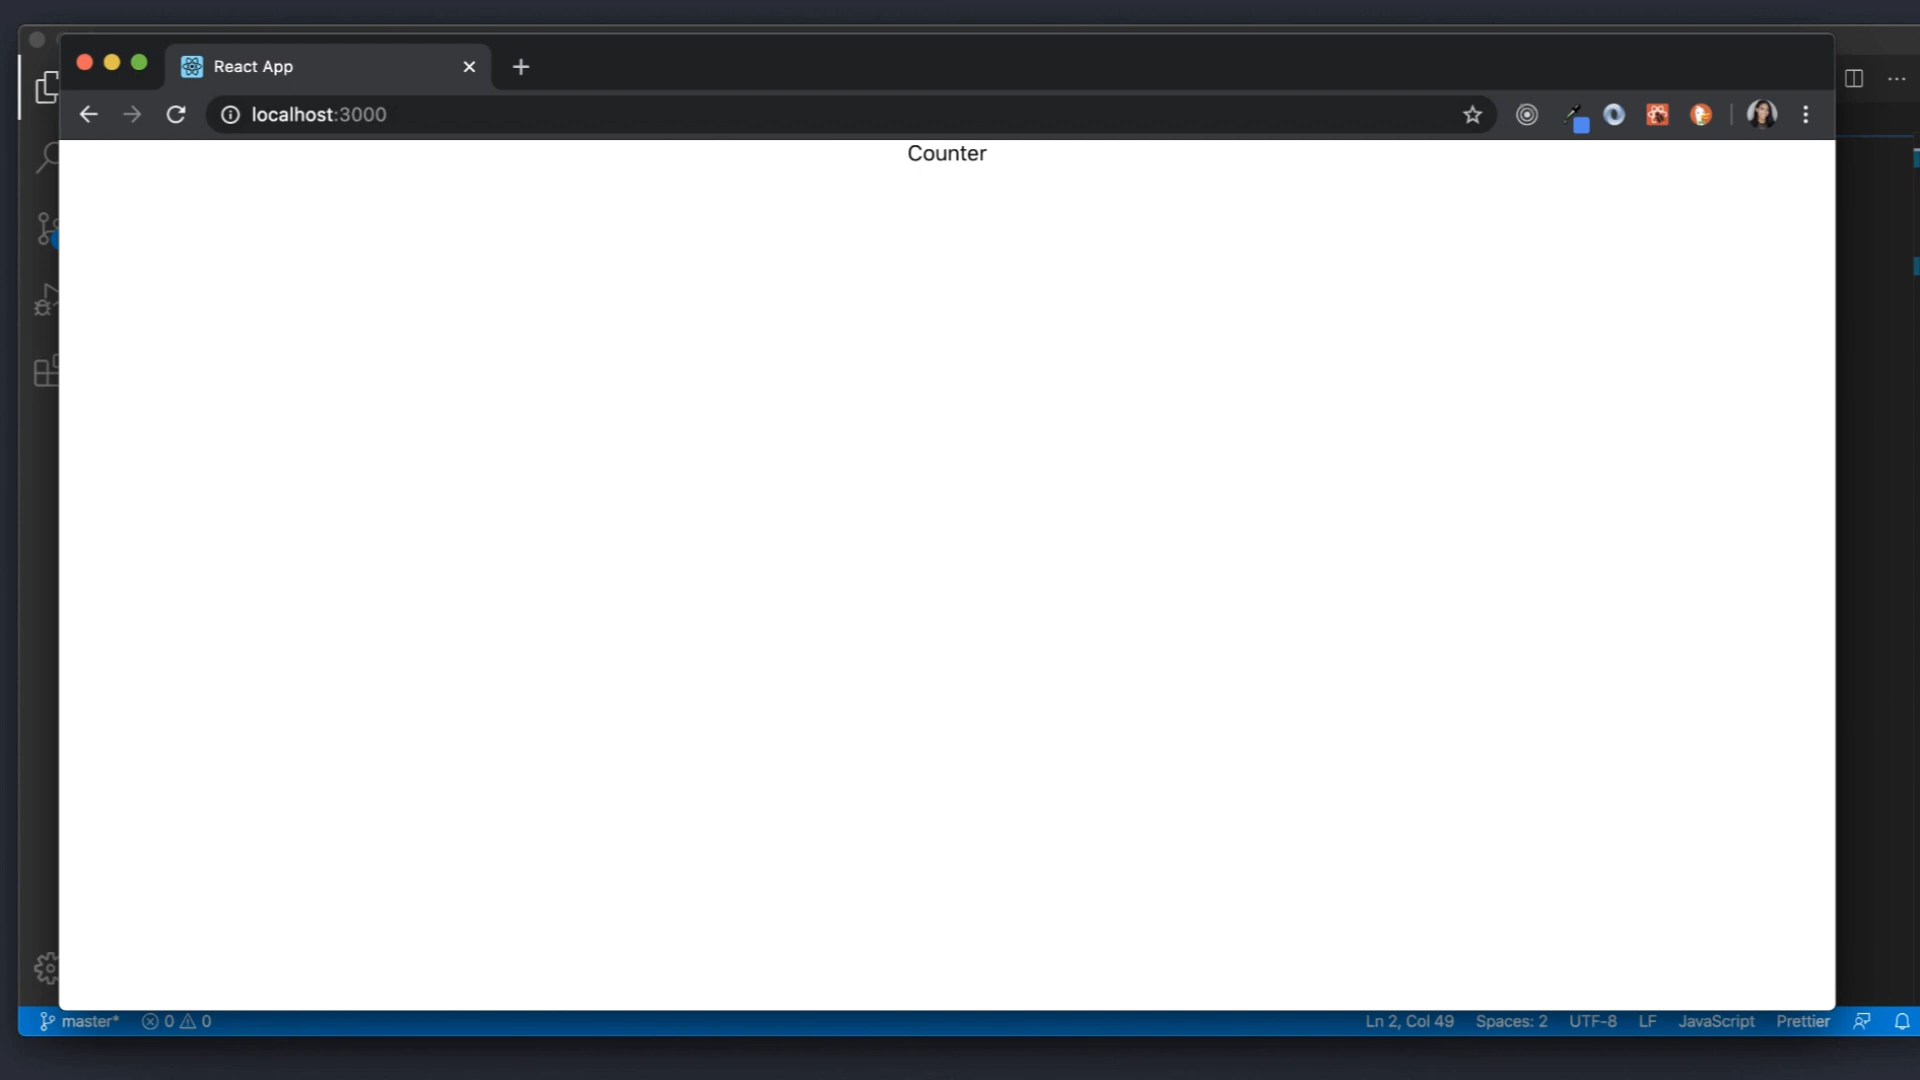 React App
localhost:3000
Counter
master* 0 0
Ln 2, Col 49 Spaces: 2 UTF-8 LF JavaScript Prettier